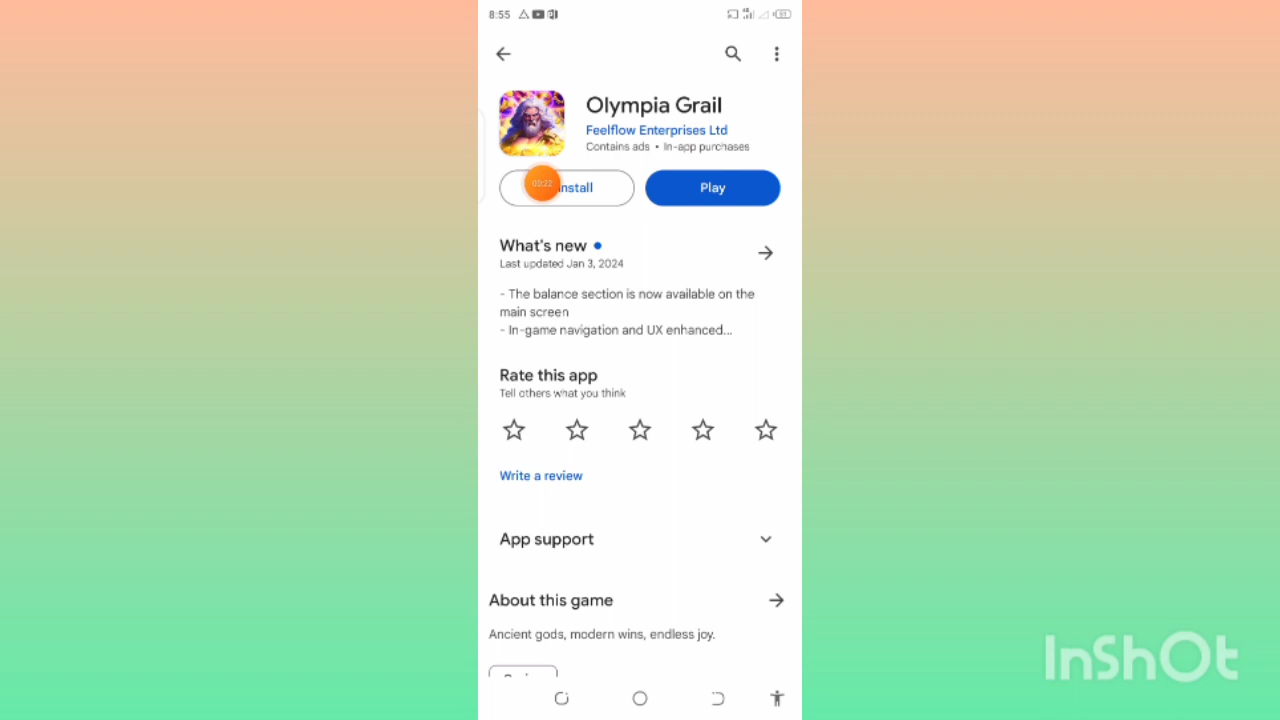 8:55
Olympia Grail
Feelflow Enterprises Ltd
Contains ads • In-app purchases
03:22
nstall
Play
What's new
Last updated Jan 3, 2024
- The balance section is now available on the
main screen
- In-game navigation and UX enhanced...
Rate this app
Tell others what you think
Write a review
App support
About this game
Ancient gods, modern wins, endless joy.
InShOt